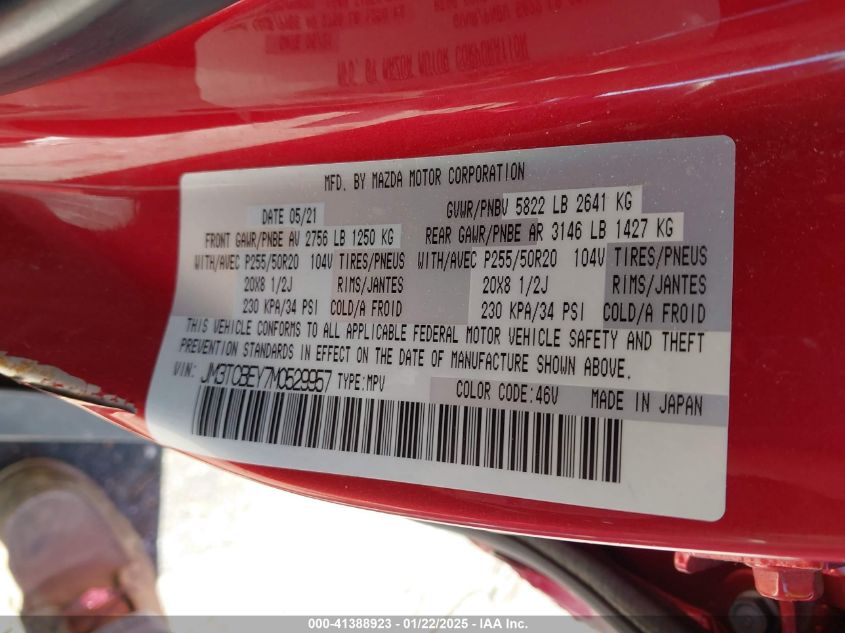 MFD. BY MAZDA MOTOR CORPORATION
DATE 05/21 GVWR/PNBV 5822 LB 2641 KG
FRONT GAWR/PNBE AV 2756 LB 1250 KG REAR GAWR/PNBE AR 3146 LB 1427 KG
WITH/AVEC P255/50R20 104V TIRES/PNEUS WITH/AVEC P255/50R20 104V TIRES/PNEUS
20X8 1/2J RIMS/JANTES 20X8 1/2J RIMS/JANTES
230 KPA/34 PSI COLD/A FROID 230 KPA/34 PSI COLD/A FROID
THIS VEHICLE CONFORMS TO ALL APPLICABLE FEDERAL MOTOR VEHICLE SAFETY AND THEFT
PREVENTION STANDARDS IN EFFECT ON THE DATE OF MANUFACTURE SHOWN ABOVE.
VIN: JM3TCBEY7M0529957 TYPE:MPV COLOR CODE:46V MADE IN JAPAN
000-41388923 - 01/22/2025 - IAA Inc.